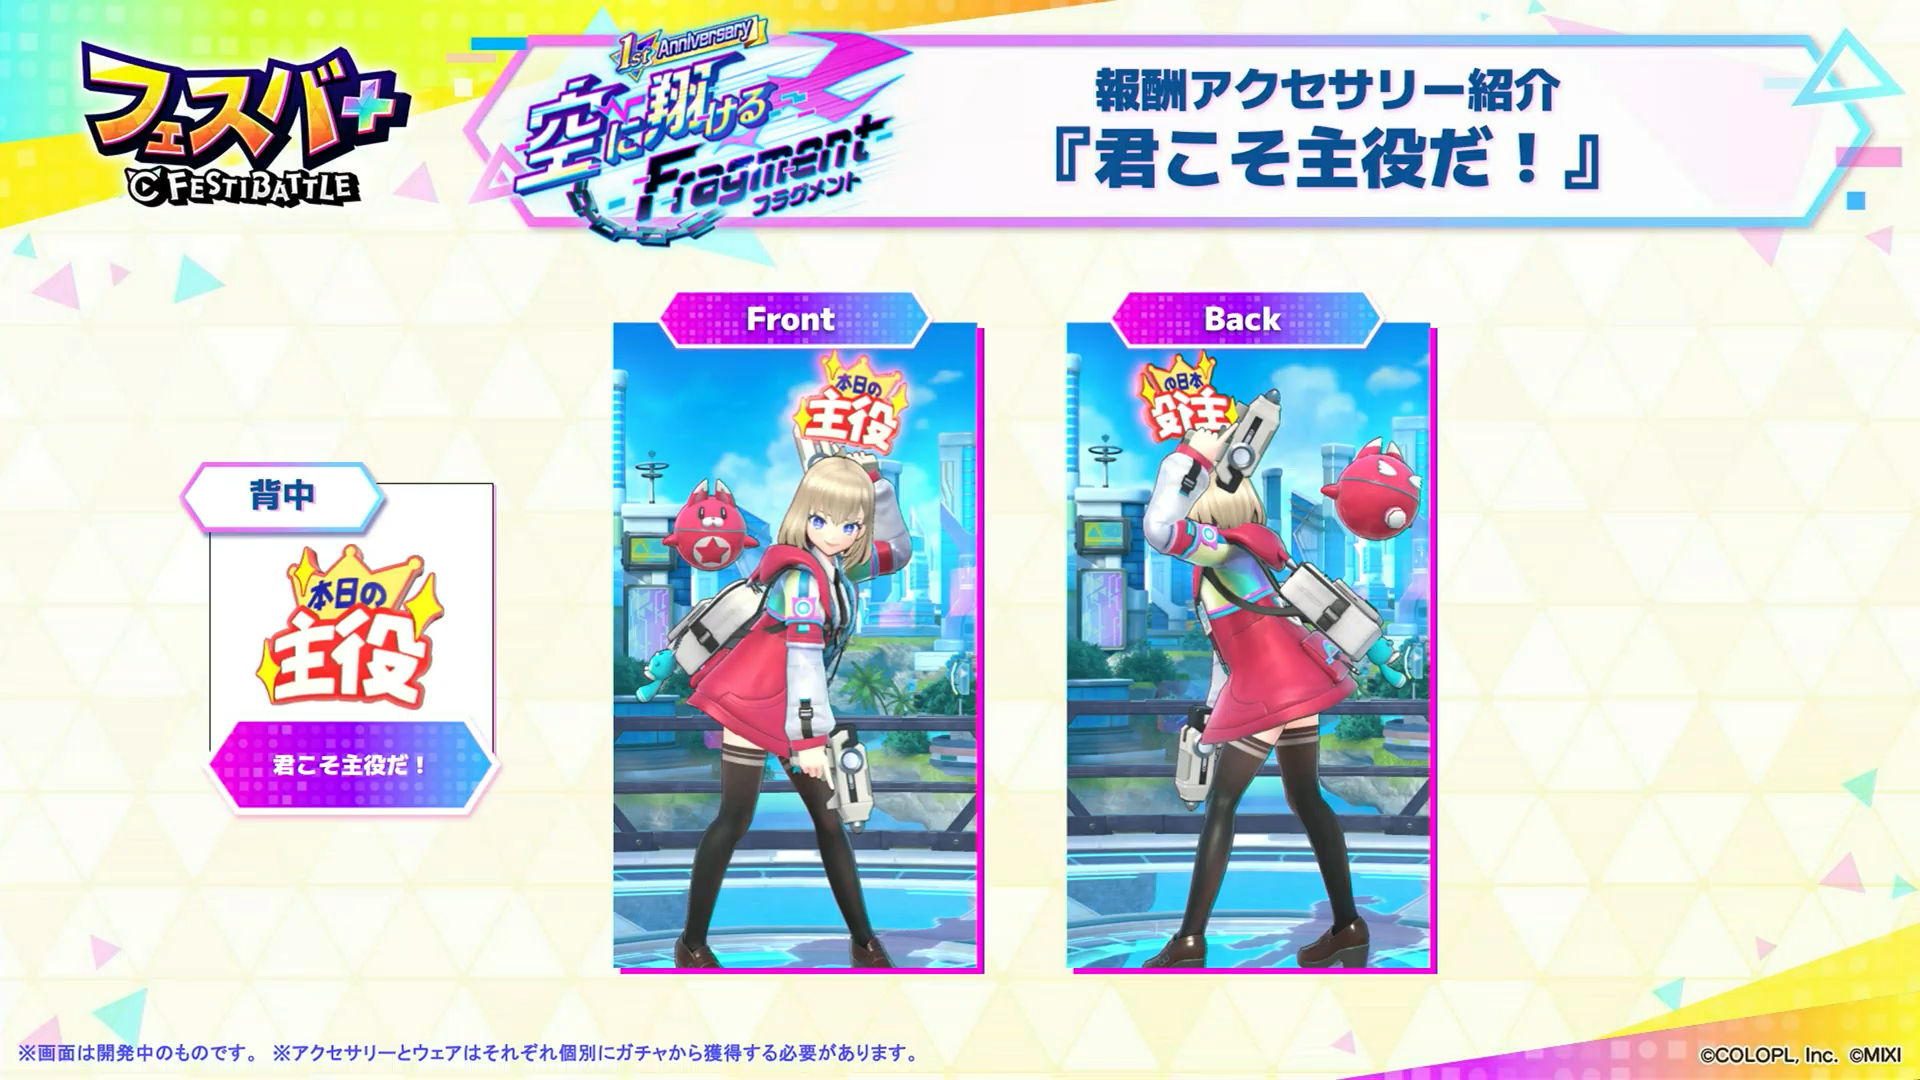 フェスバ+
FESTIBATTLE
1st Anniversary
空に翔ける
Fragment
フラグメント
報酬アクセサリー紹介
『君こそ主役だ！』
背中
本日の
主役
君こそ主役だ！
Front
本日の
主役
Back
本日の
主役
※画面は開発中のものです。 ※アクセサリーとウェアはそれぞれ個別にガチャから獲得する必要があります。
©COLOPL, Inc. ©MIXI